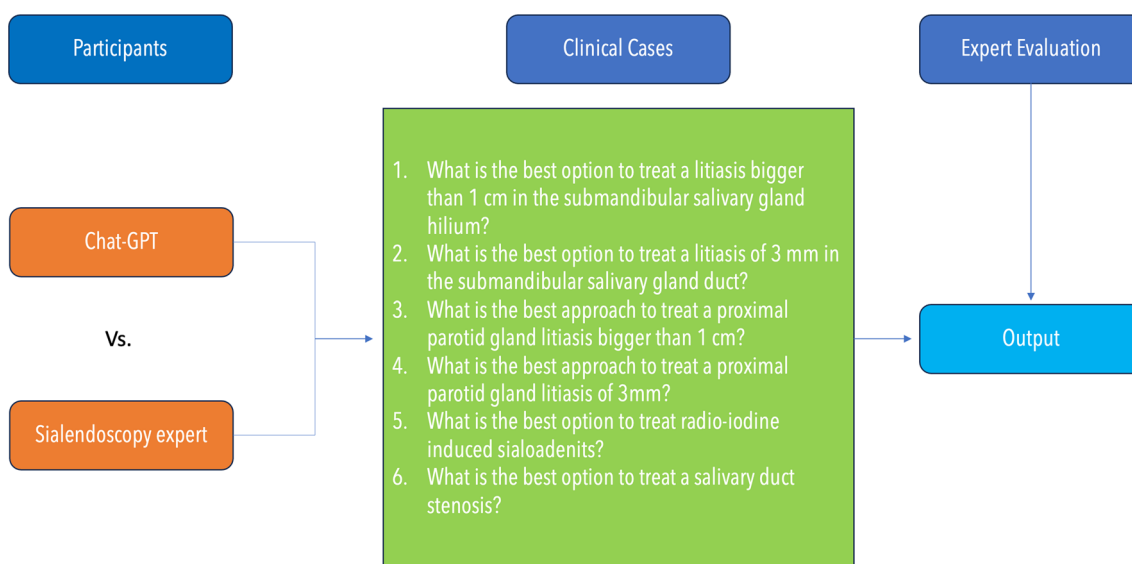 Participants
Clinical Cases
Expert Evaluation
Chat-GPT
Vs.
Sialendoscopy expert
1. What is the best option to treat a litiasis bigger
than 1 cm in the submandibular salivary gland
hilium?
2. What is the best option to treat a litiasis of 3 mm in
the submandibular salivary gland duct?
3. What is the best approach to treat a proximal
parotid gland litiasis bigger than 1 cm?
4. What is the best approach to treat a proximal
parotid gland litiasis of 3mm?
5. What is the best option to treat radio-iodine
induced sialoadenits?
6. What is the best option to treat a salivary duct
stenosis?
Output